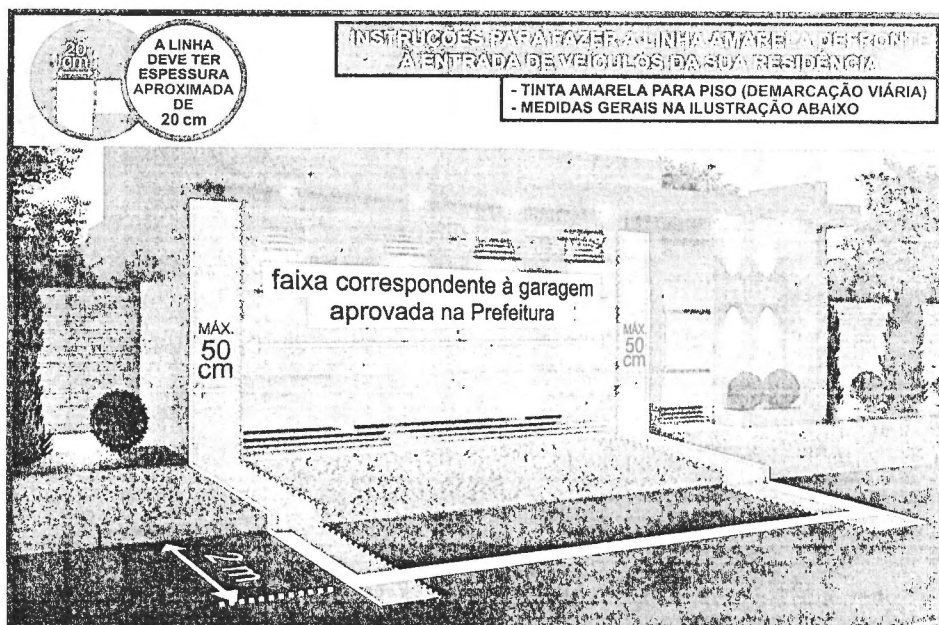 20
cm
A LINHA
DEVE TER
ESPESSURA
APROXIMADA
DE
20 cm
INSTRUÇÕES PARA FAZER A LINHA AMARELA DEFRONTE
À ENTRADA DE VEÍCULOS DA SUA RESIDÊNCIA
- TINTA AMARELA PARA PISO (DEMARCAÇÃO VIÁRIA)
- MEDIDAS GERAIS NA ILUSTRAÇÃO ABAIXO
faixa correspondente à garagem
aprovada na Prefeitura
MÁX.
50
cm
MÁX.
50
cm
2m